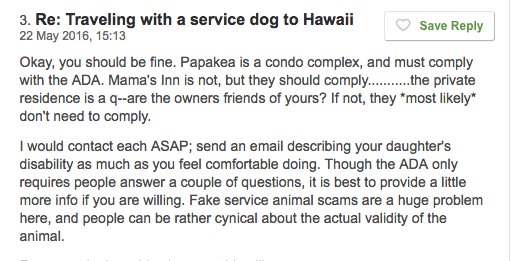 3. Re: Traveling with a service dog to Hawaii
22 May 2016, 15:13
Save Reply
Okay, you should be fine. Papakea is a condo complex, and must comply
with the ADA. Mama's Inn is not, but they should comply...........the private
residence is a q--are the owners friends of yours? If not, they *most likely*
don't need to comply.
I would contact each ASAP; send an email describing your daughter's
disability as much as you feel comfortable doing. Though the ADA only
requires people answer a couple of questions, it is best to provide a little
more info if you are willing. Fake service animal scams are a huge problem
here, and people can be rather cynical about the actual validity of the
animal.